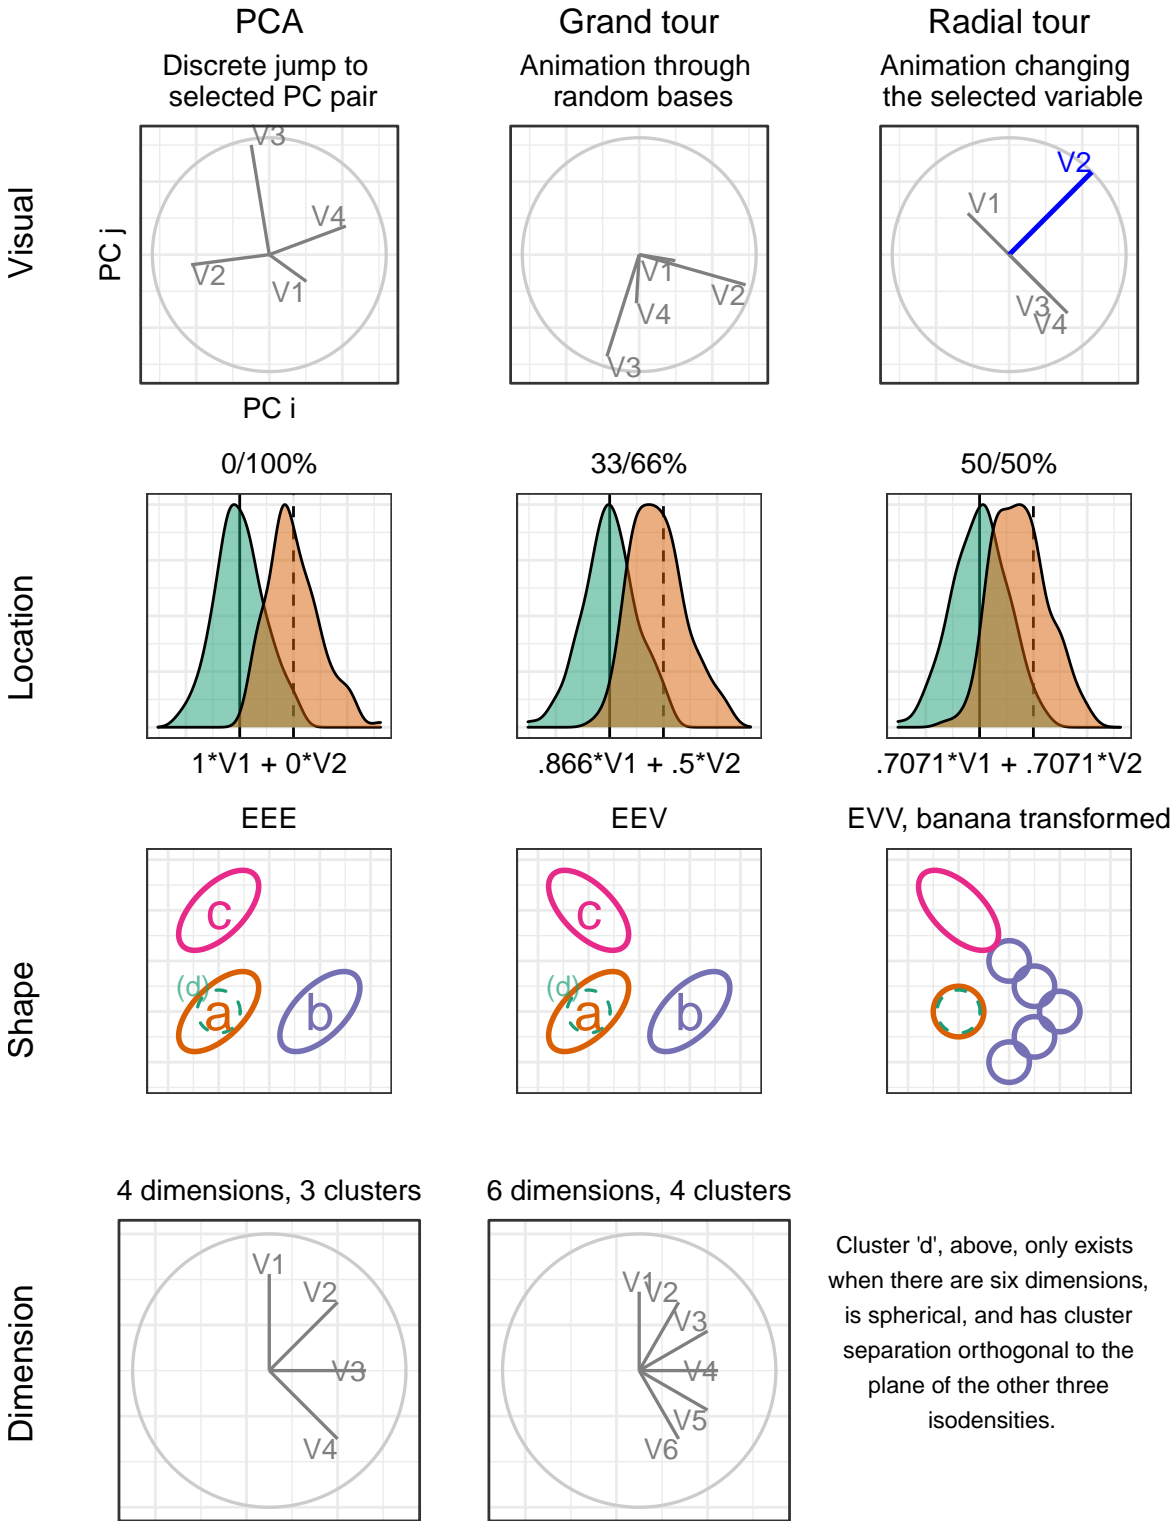 PCA
Grand tour
Radial tour
Discrete jump to
selected PC pair
Animation through
random bases
Animation changing
the selected variable
Visual
PC j
V3
V4
V2
V1
V1
V2
V4
V3
V2
V1
V3
V4
PC i
0/100%
33/66%
50/50%
Location
1*V1 + 0*V2
.866*V1 + .5*V2
.7071*V1 + .7071*V2
EEE
EEV
EVV, banana transformed
Shape
c
(d)
a
b
c
(d)
a
b
4 dimensions, 3 clusters
6 dimensions, 4 clusters
Dimension
V1
V2
V3
V4
V1
V2
V3
V4
V5
V6
Cluster 'd', above, only exists
when there are six dimensions,
is spherical, and has cluster
separation orthogonal to the
plane of the other three
isodensities.